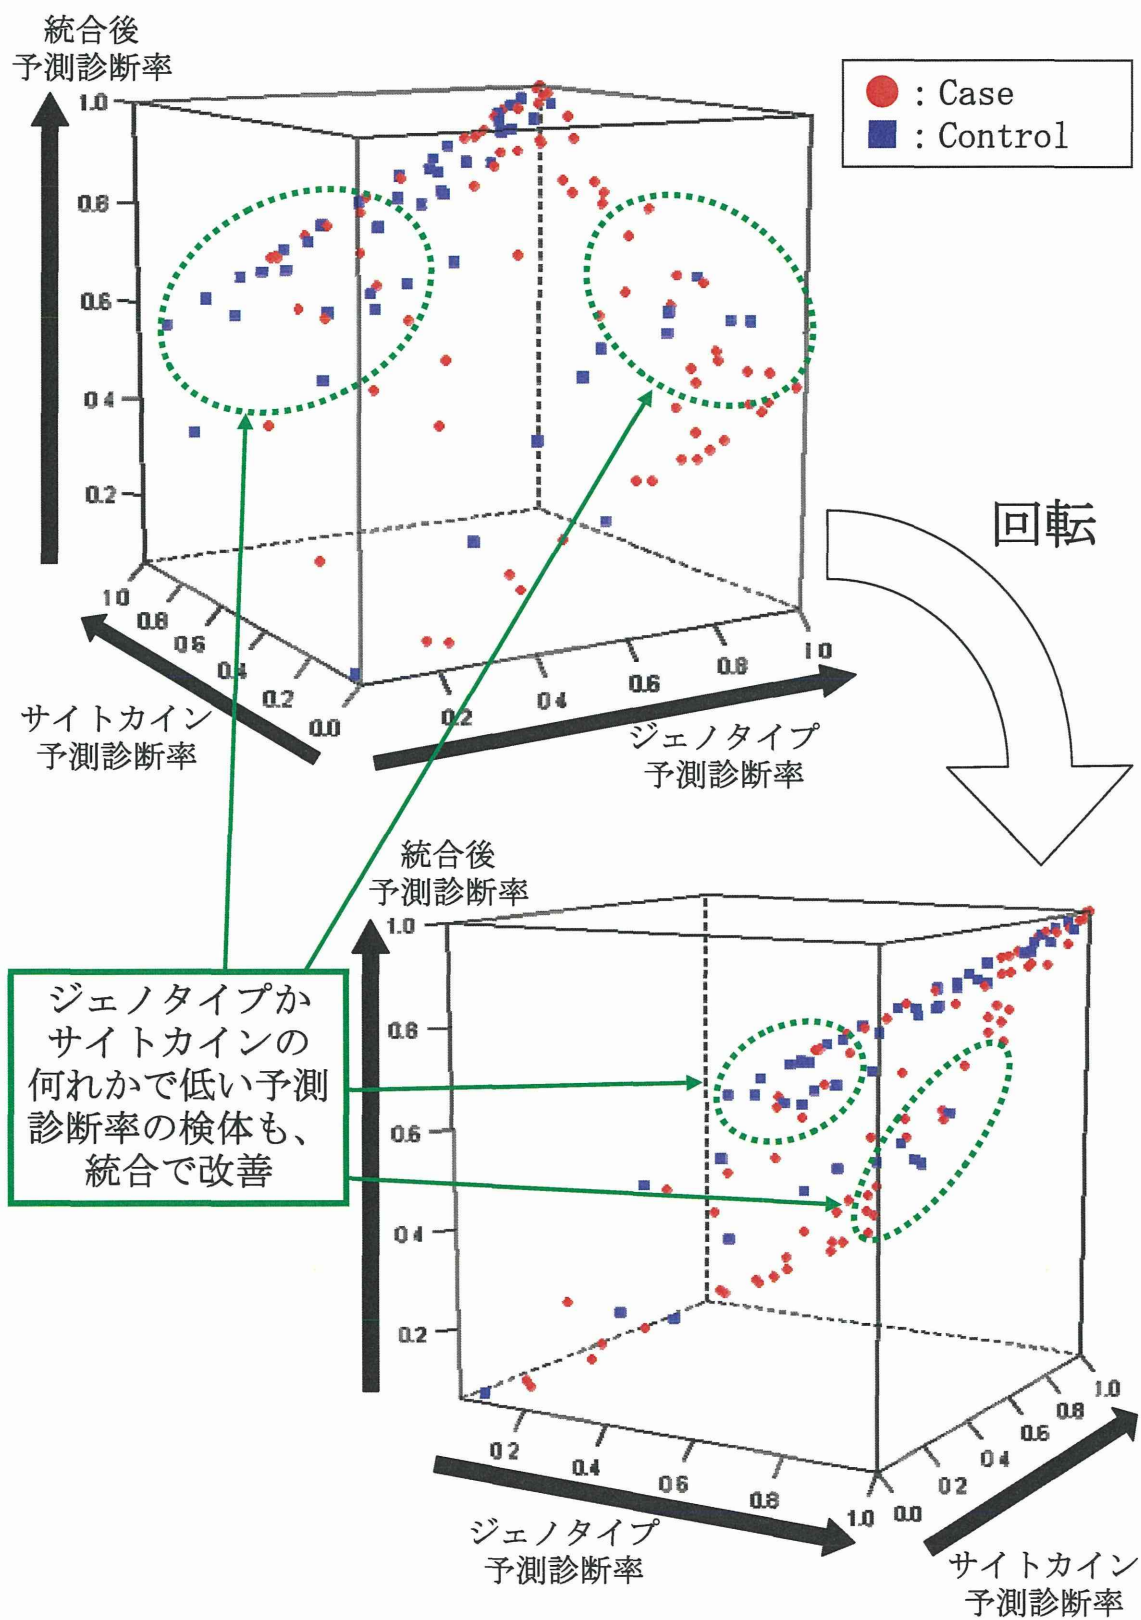 統合後
予測診断率
: Case
: Control
1.0
0.8
0.6
0.4
0.2
1.0
0.8
0.6
0.4
0.2
0.0
0.2
0.4
0.6
0.8
1.0
サイトカイン
予測診断率
ジェノタイプ
予測診断率
回転
統合後
予測診断率
ジェノタイプか
サイトカインの
何れかで低い予測
診断率の検体も、
統合で改善
1.0
0.8
0.6
0.4
0.2
0.2
0.4
0.6
0.8
1.0
0.0
0.2
0.4
0.6
0.8
1.0
ジェノタイプ
予測診断率
サイトカイン
予測診断率